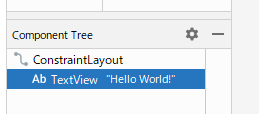 Component Tree
ConstraintLayout
Ab TextView "Hello World!"